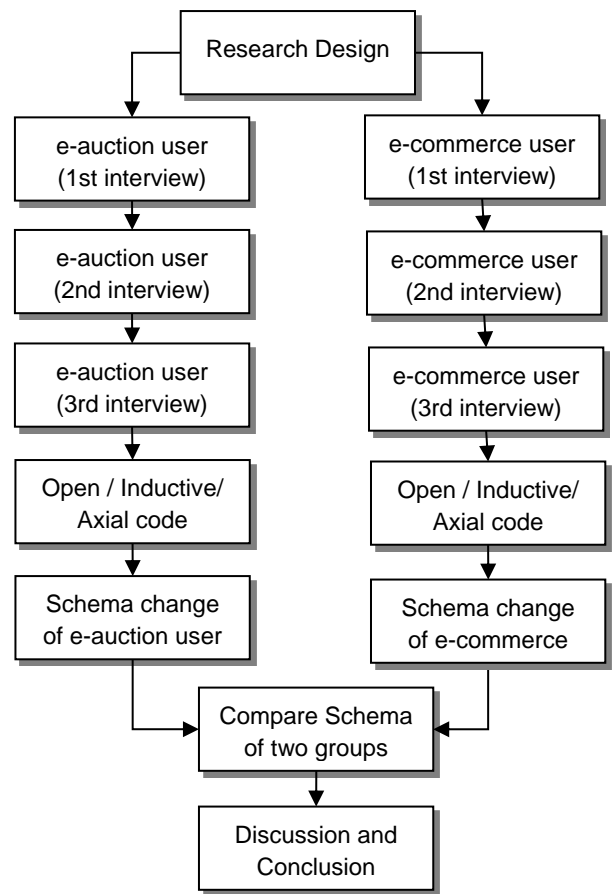 Research Design
e-auction user
(1st interview)
e-commerce user
(1st interview)
e-auction user
(2nd interview)
e-commerce user
(2nd interview)
e-auction user
(3rd interview)
e-commerce user
(3rd interview)
Open / Inductive/
Axial code
Open / Inductive/
Axial code
Schema change
of e-auction user
Schema change
of e-commerce
Compare Schema
of two groups
Discussion and
Conclusion